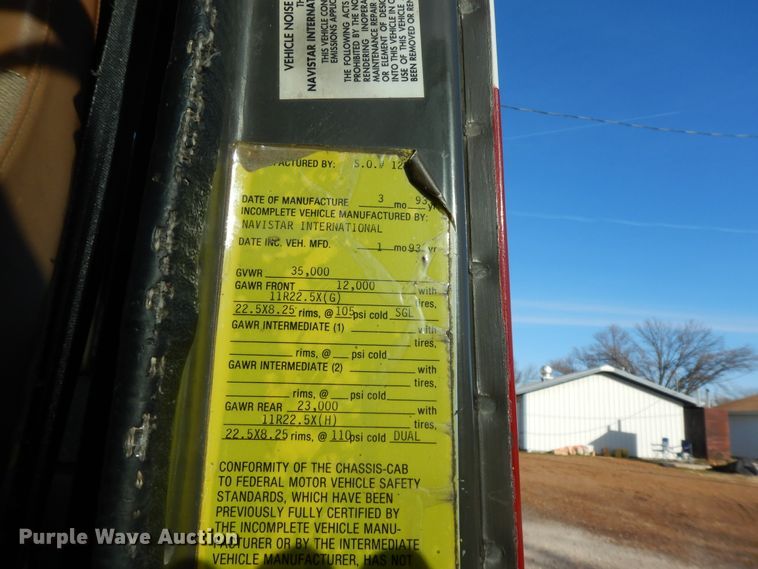 VEHICLE NOISE
NAVISTAR INTERNAT
THIS VEHICLE CON
EMISSIONS APPLIC
THE FOLLOWING ACTS
PROHIBITED BY THE NO
RENDERING INOPERA
MAINTENANCE REPAIR
OR ELEMENT OF DESIG
INTO THIS VEHICLE IN C
USE OF THIS VEHICLE
BEEN REMOVED OR REN
FACTURED BY: S.O.# 12
DATE OF MANUFACTURE 3 mo 93 yr
INCOMPLETE VEHICLE MANUFACTURED BY:
NAVISTAR INTERNATIONAL
DATE INC. VEH. MFD. 1 mo 93 yr
GVWR 35,000
GAWR FRONT 12,000 with
11R22.5X(G) tires,
22.5X8.25 rims, @ 105 psi cold SGL
GAWR INTERMEDIATE (1) with
tires,
rims, @ psi cold
GAWR INTERMEDIATE (2) with
tires,
rims, @ psi cold
GAWR REAR 23,000 with
11R22.5X(H) tires,
22.5X8.25 rims, @ 110 psi cold DUAL
CONFORMITY OF THE CHASSIS-CAB
TO FEDERAL MOTOR VEHICLE SAFETY
STANDARDS, WHICH HAVE BEEN
PREVIOUSLY FULLY CERTIFIED BY
THE INCOMPLETE VEHICLE MANU-
FACTURER OR BY THE INTERMEDIATE
VEHICLE MANUFACTURER, HAS NOT
Purple Wave Auction